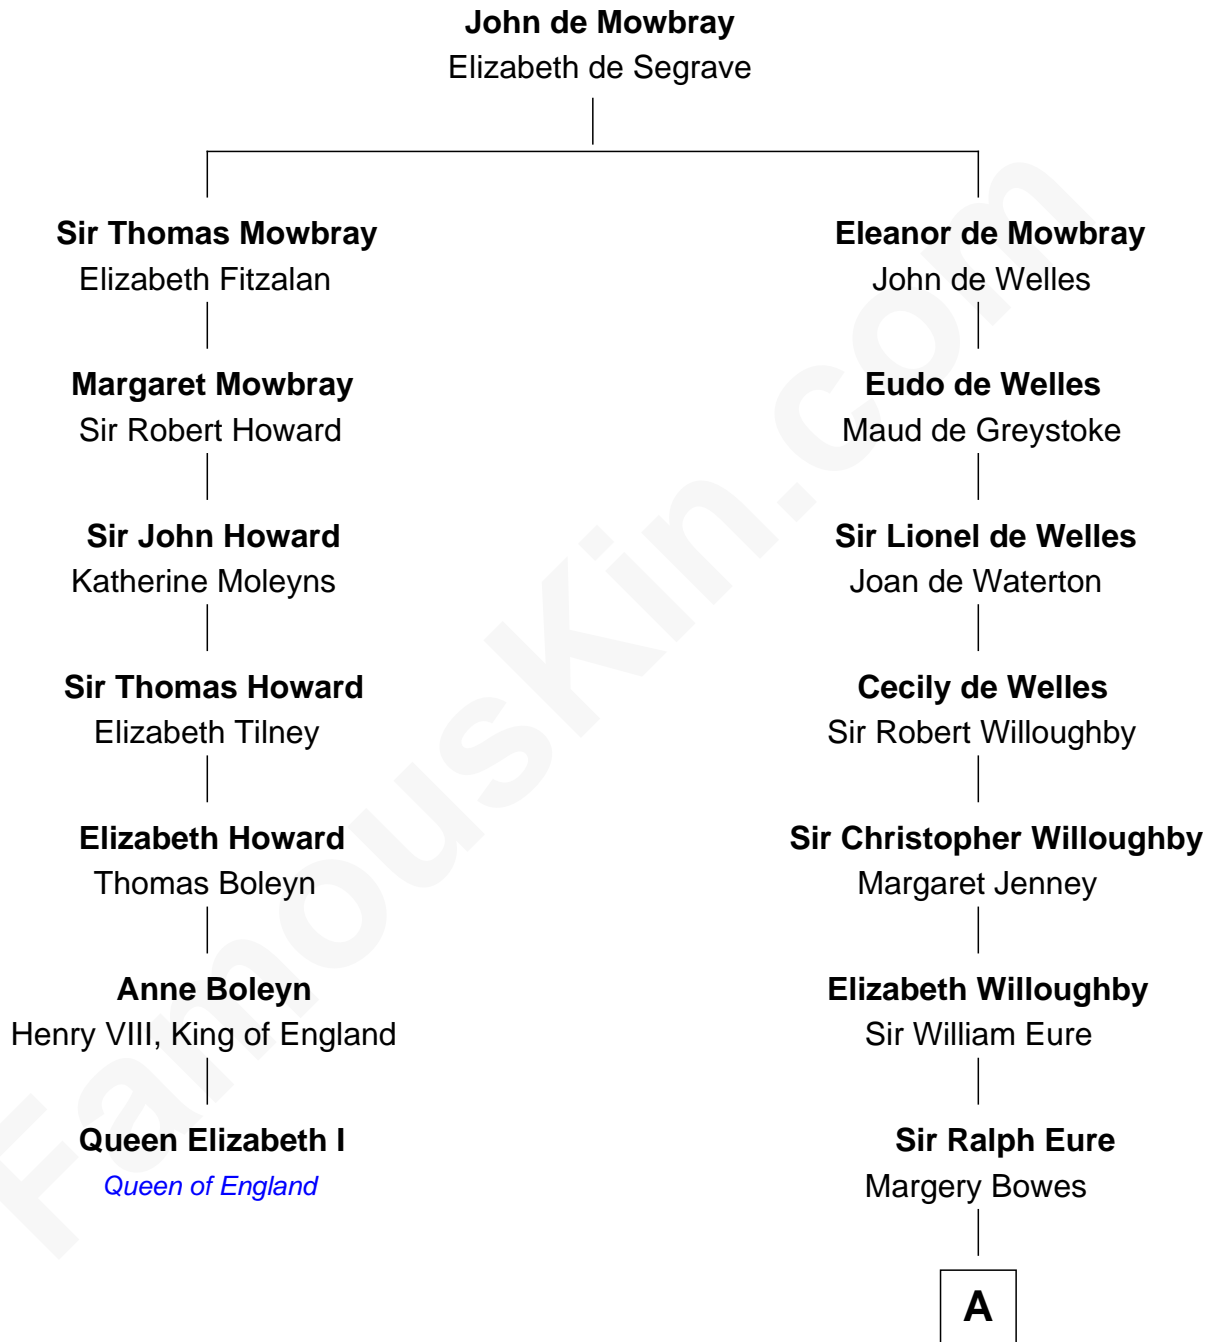 John de Mowbray
Elizabeth de Segrave
Sir Thomas Mowbray
Elizabeth Fitzalan
Margaret Mowbray
Sir Robert Howard
Sir John Howard
Katherine Moleyns
Sir Thomas Howard
Elizabeth Tilney
Elizabeth Howard
Thomas Boleyn
Anne Boleyn
Henry VIII, King of England
Queen Elizabeth I
Queen of England
Eleanor de Mowbray
John de Welles
Eudo de Welles
Maud de Greystoke
Sir Lionel de Welles
Joan de Waterton
Cecily de Welles
Sir Robert Willoughby
Sir Christopher Willoughby
Margaret Jenney
Elizabeth Willoughby
Sir William Eure
Sir Ralph Eure
Margery Bowes
A
FamousKin.com